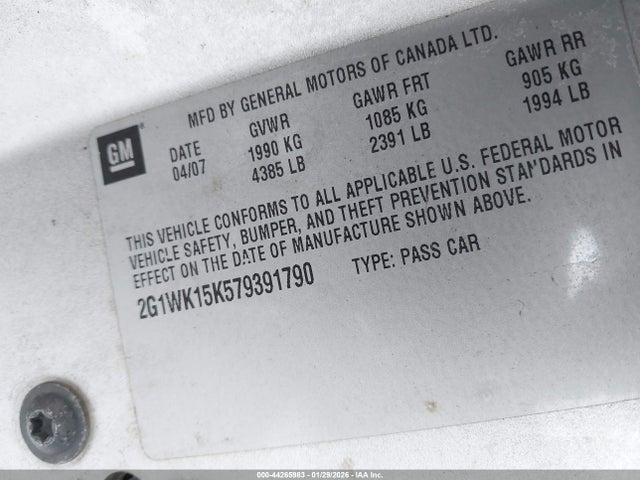 MFD BY GENERAL MOTORS OF CANADA LTD.
GM
DATE GVWR GAWR FRT GAWR RR
04/07 1990 KG 1085 KG 905 KG
4385 LB 2391 LB 1994 LB
THIS VEHICLE CONFORMS TO ALL APPLICABLE U.S. FEDERAL MOTOR
VEHICLE SAFETY, BUMPER, AND THEFT PREVENTION STANDARDS IN
EFFECT ON THE DATE OF MANUFACTURE SHOWN ABOVE.
2G1WK15K579391790 TYPE: PASS CAR
000-44265983 - 01/29/2026 - IAA Inc.